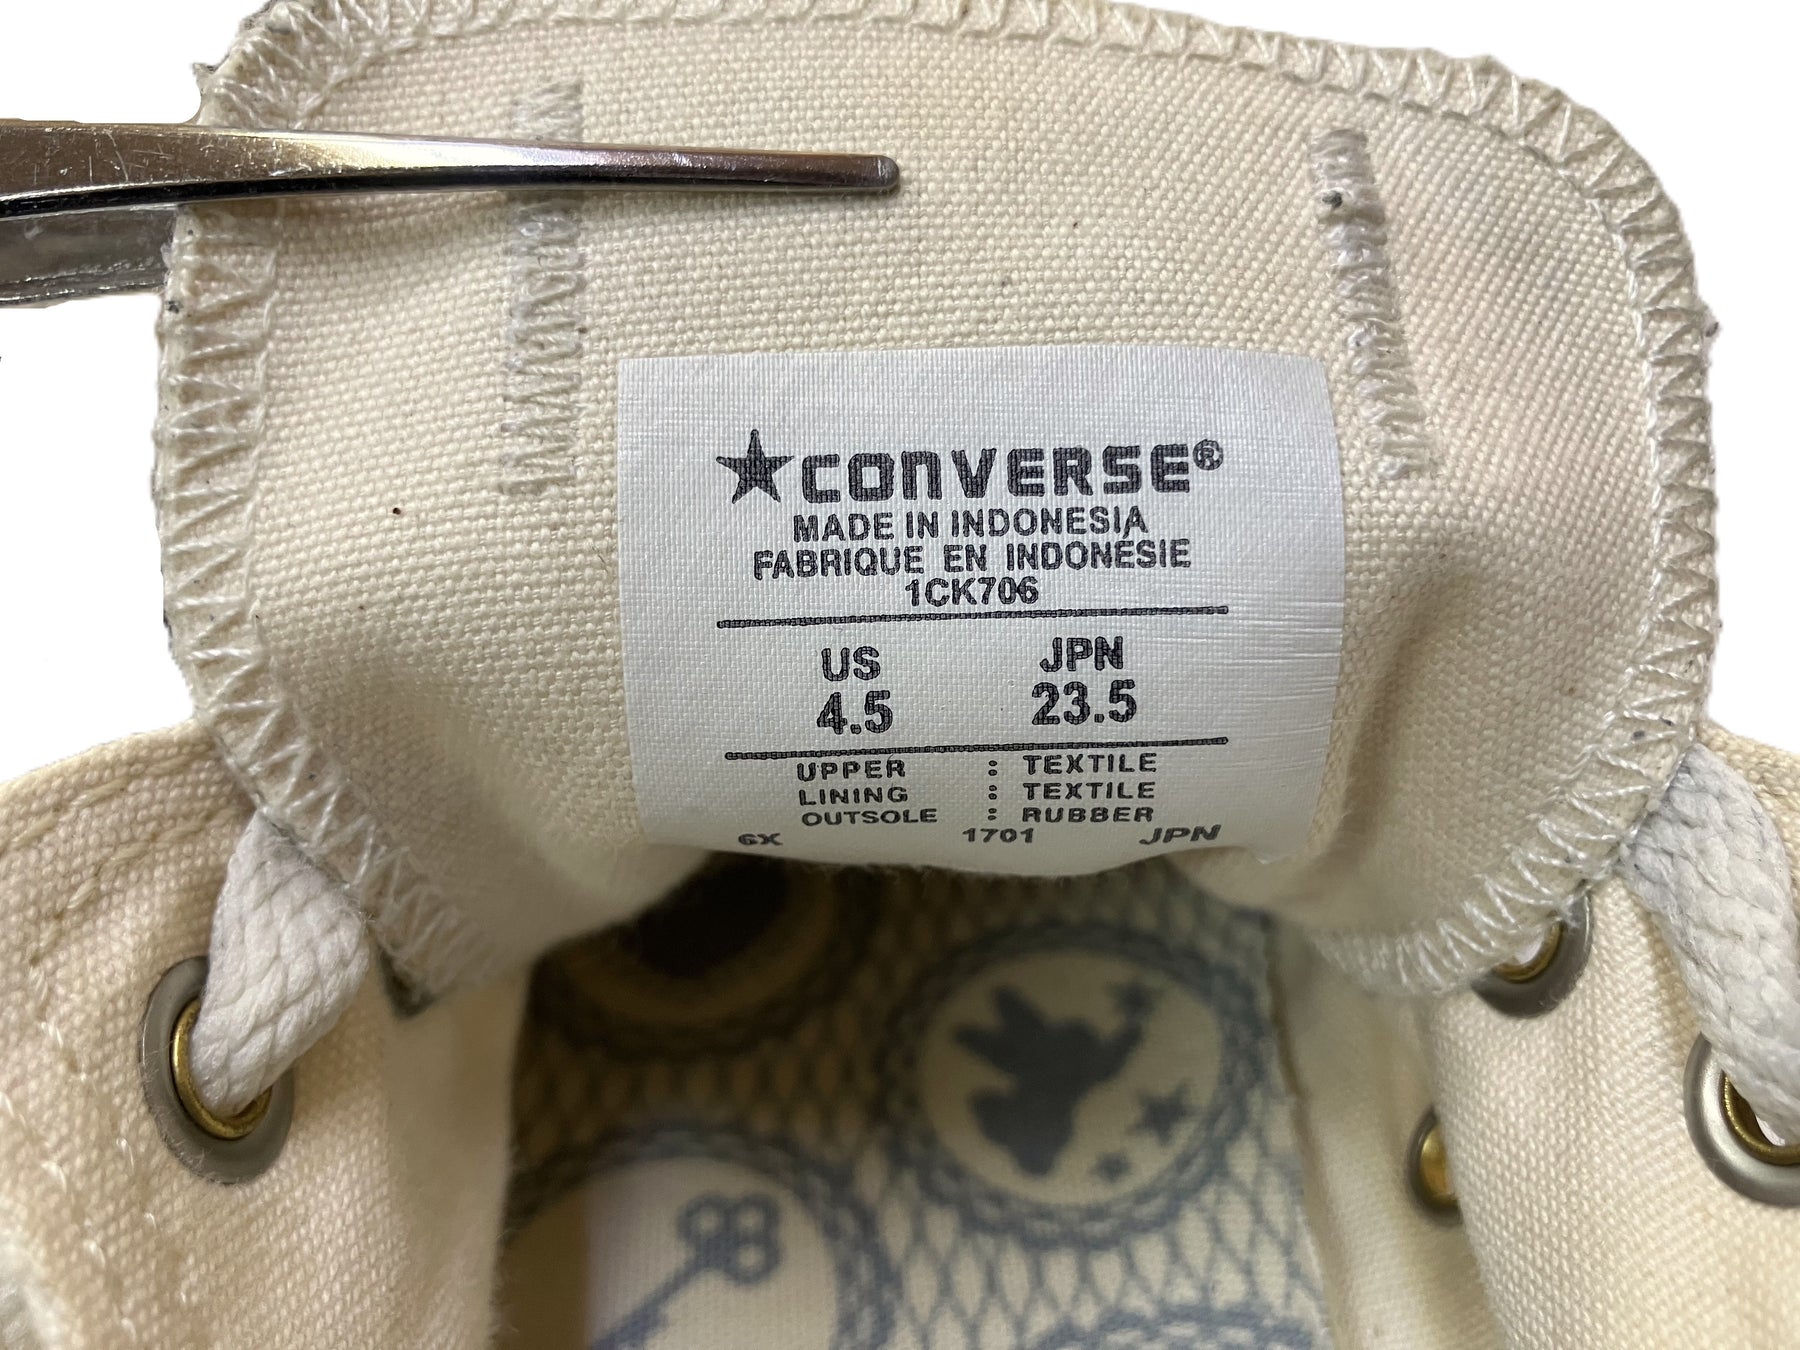 ★CONVERSE®
MADE IN INDONESIA
FABRIQUE EN INDONÉSIE
1CK706
US JPN
4.5 23.5
UPPER : TEXTILE
LINING : TEXTILE
OUTSOLE : RUBBER
6X 1701 JPN